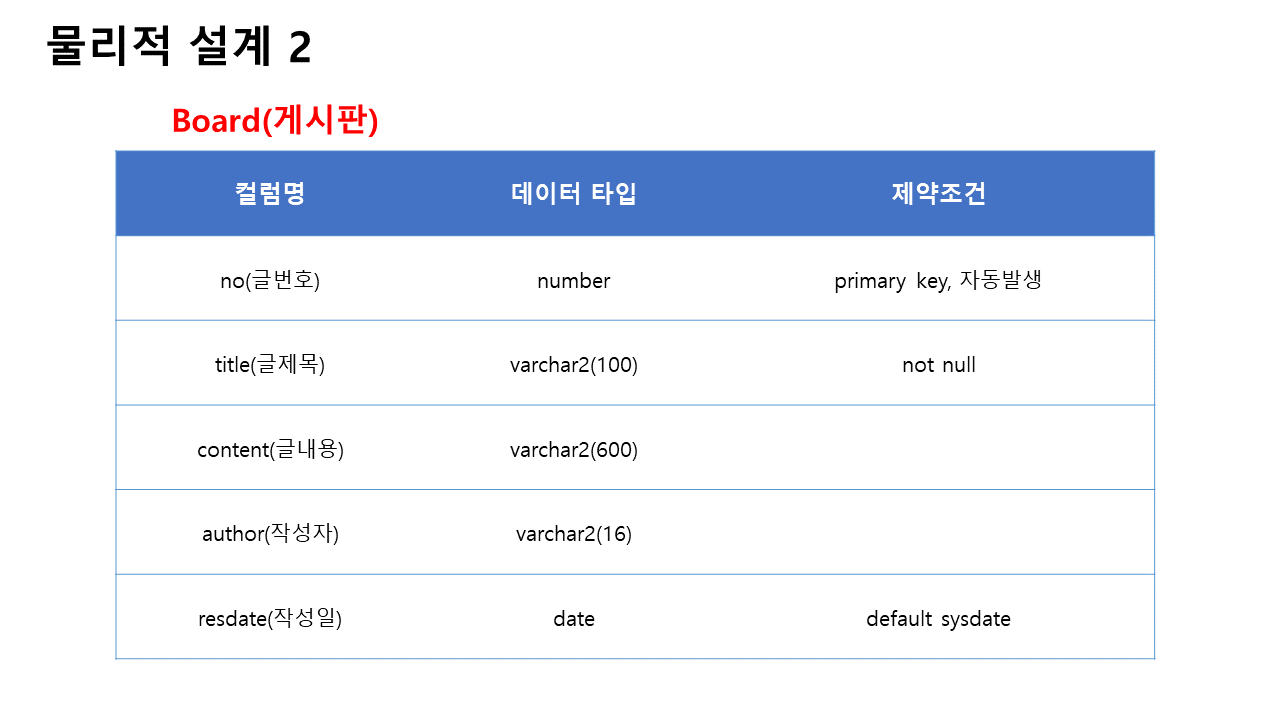 물리적 설계 2
Board(게시판)
컬럼명 데이터 타입 제약조건
no(글번호) number primary key, 자동발생
title(글제목) varchar2(100) not null
content(글내용) varchar2(600)
author(작성자) varchar2(16)
resdate(작성일) date default sysdate